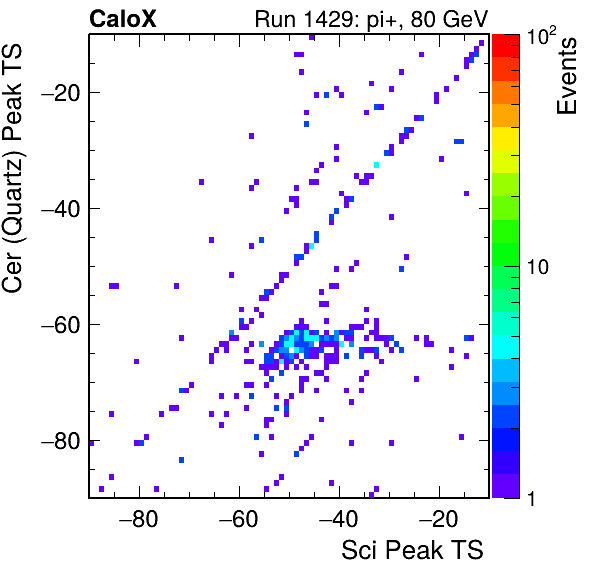 CaloX Run 1429: pi+, 80 GeV
Cer (Quartz) Peak TS
−20
−40
−60
−80
−80 −60 −40 −20
Sci Peak TS
10²
10
1
Events